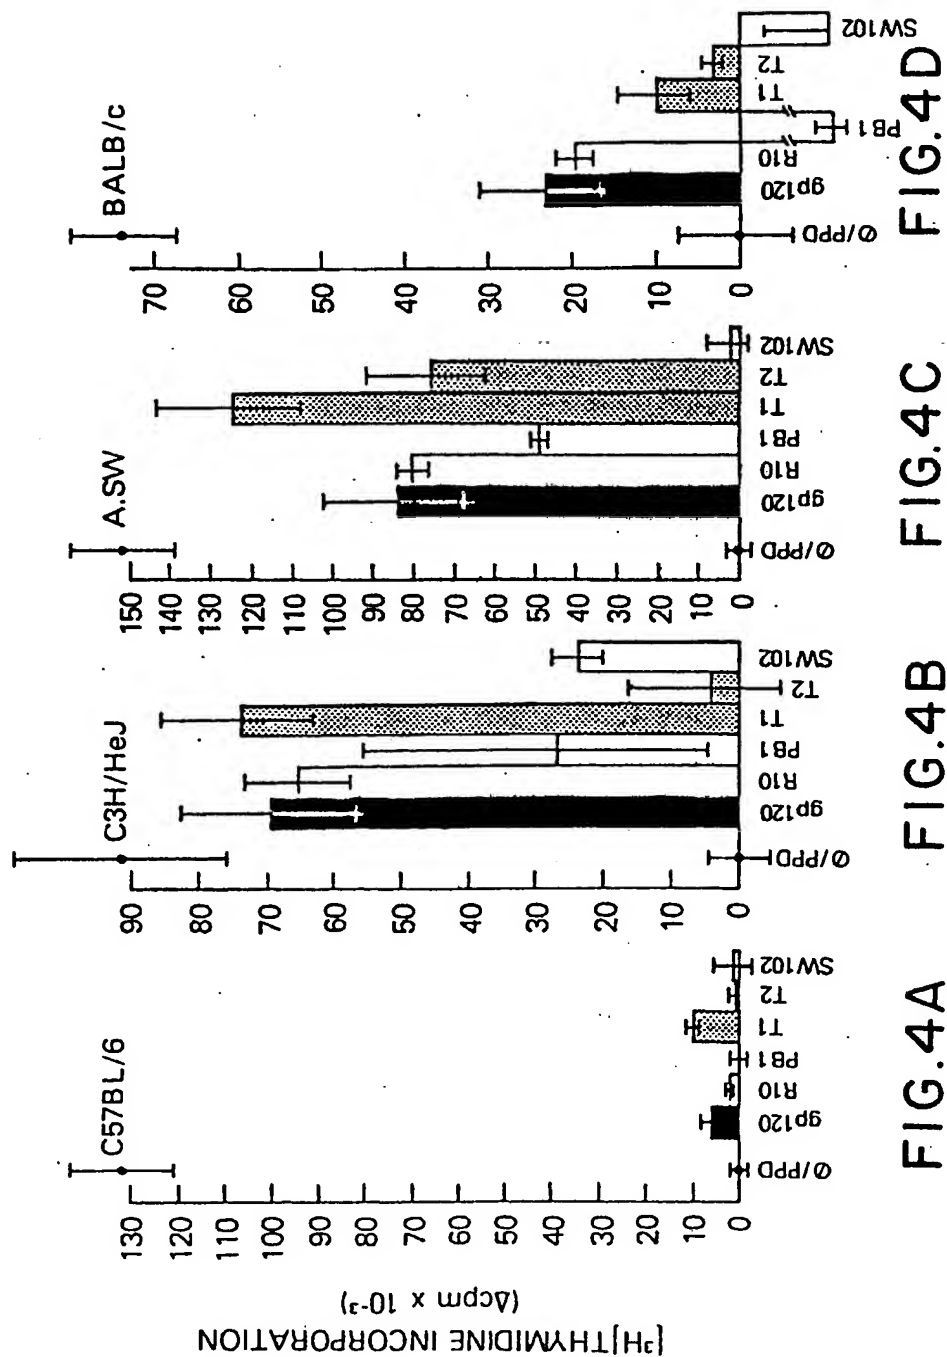 [³H]THYMIDINE INCORPORATION
(Δcpm x 10⁻³)
C57BL/6
130
120
110
100
90
80
70
60
50
40
30
20
10
0
Ø/PPD
gp120
R10
PB1
T1
T2
SW102
FIG.4A
C3H/HeJ
90
80
70
60
50
40
30
20
10
0
Ø/PPD
gp120
R10
PB1
T1
T2
SW102
FIG.4B
A.SW
150
140
130
120
110
100
90
80
70
60
50
40
30
20
10
0
Ø/PPD
gp120
R10
PB1
T1
T2
SW102
FIG.4C
BALB/c
70
60
50
40
30
20
10
0
Ø/PPD
gp120
R10
PB1
T1
T2
SW102
FIG.4D